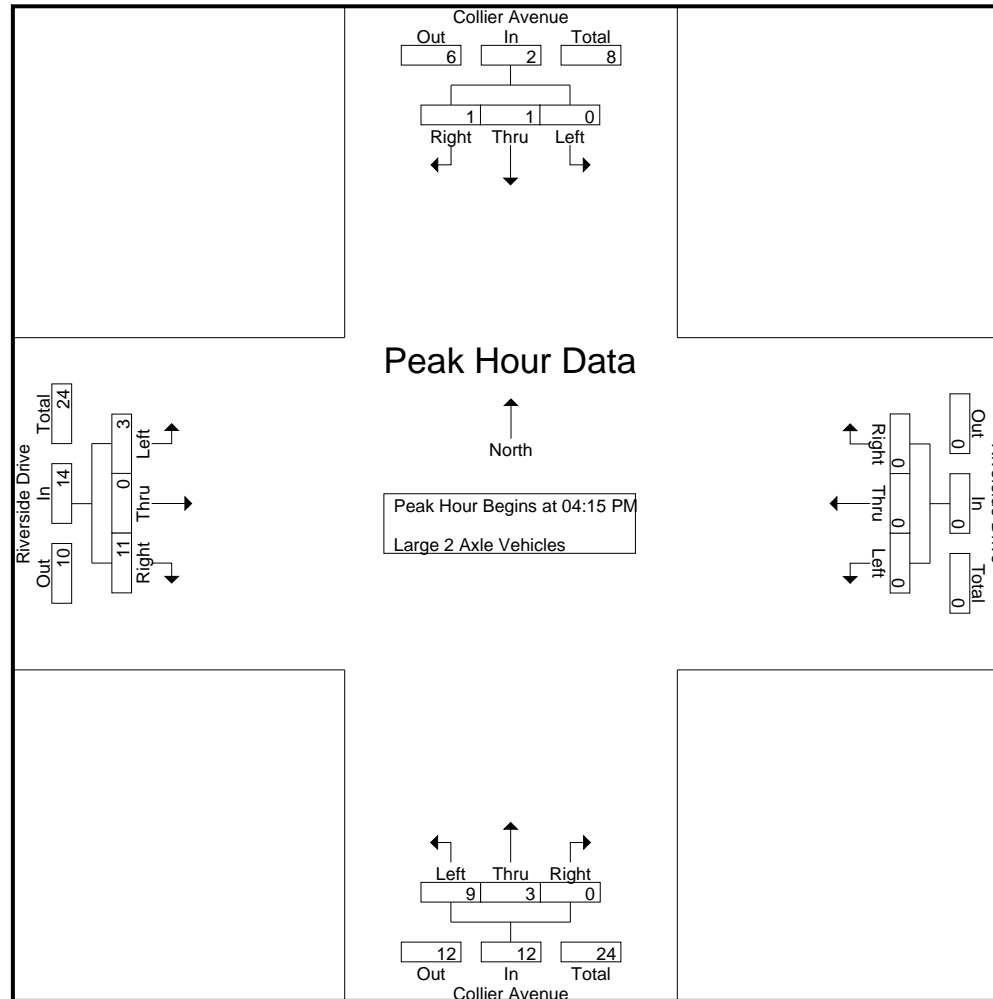 Collier Avenue
Out In Total
6 2 8
1 1 0
Right Thru Left
Peak Hour Data
North
Peak Hour Begins at 04:15 PM
Large 2 Axle Vehicles
Riverside Drive
Total In Out
24 14 10
3 0 11
Left Thru Right
Right Thru Left
0 0 0
Out In Total
0 0 0
Left Thru Right
9 3 0
12 12 24
Out In Total
Collier Avenue